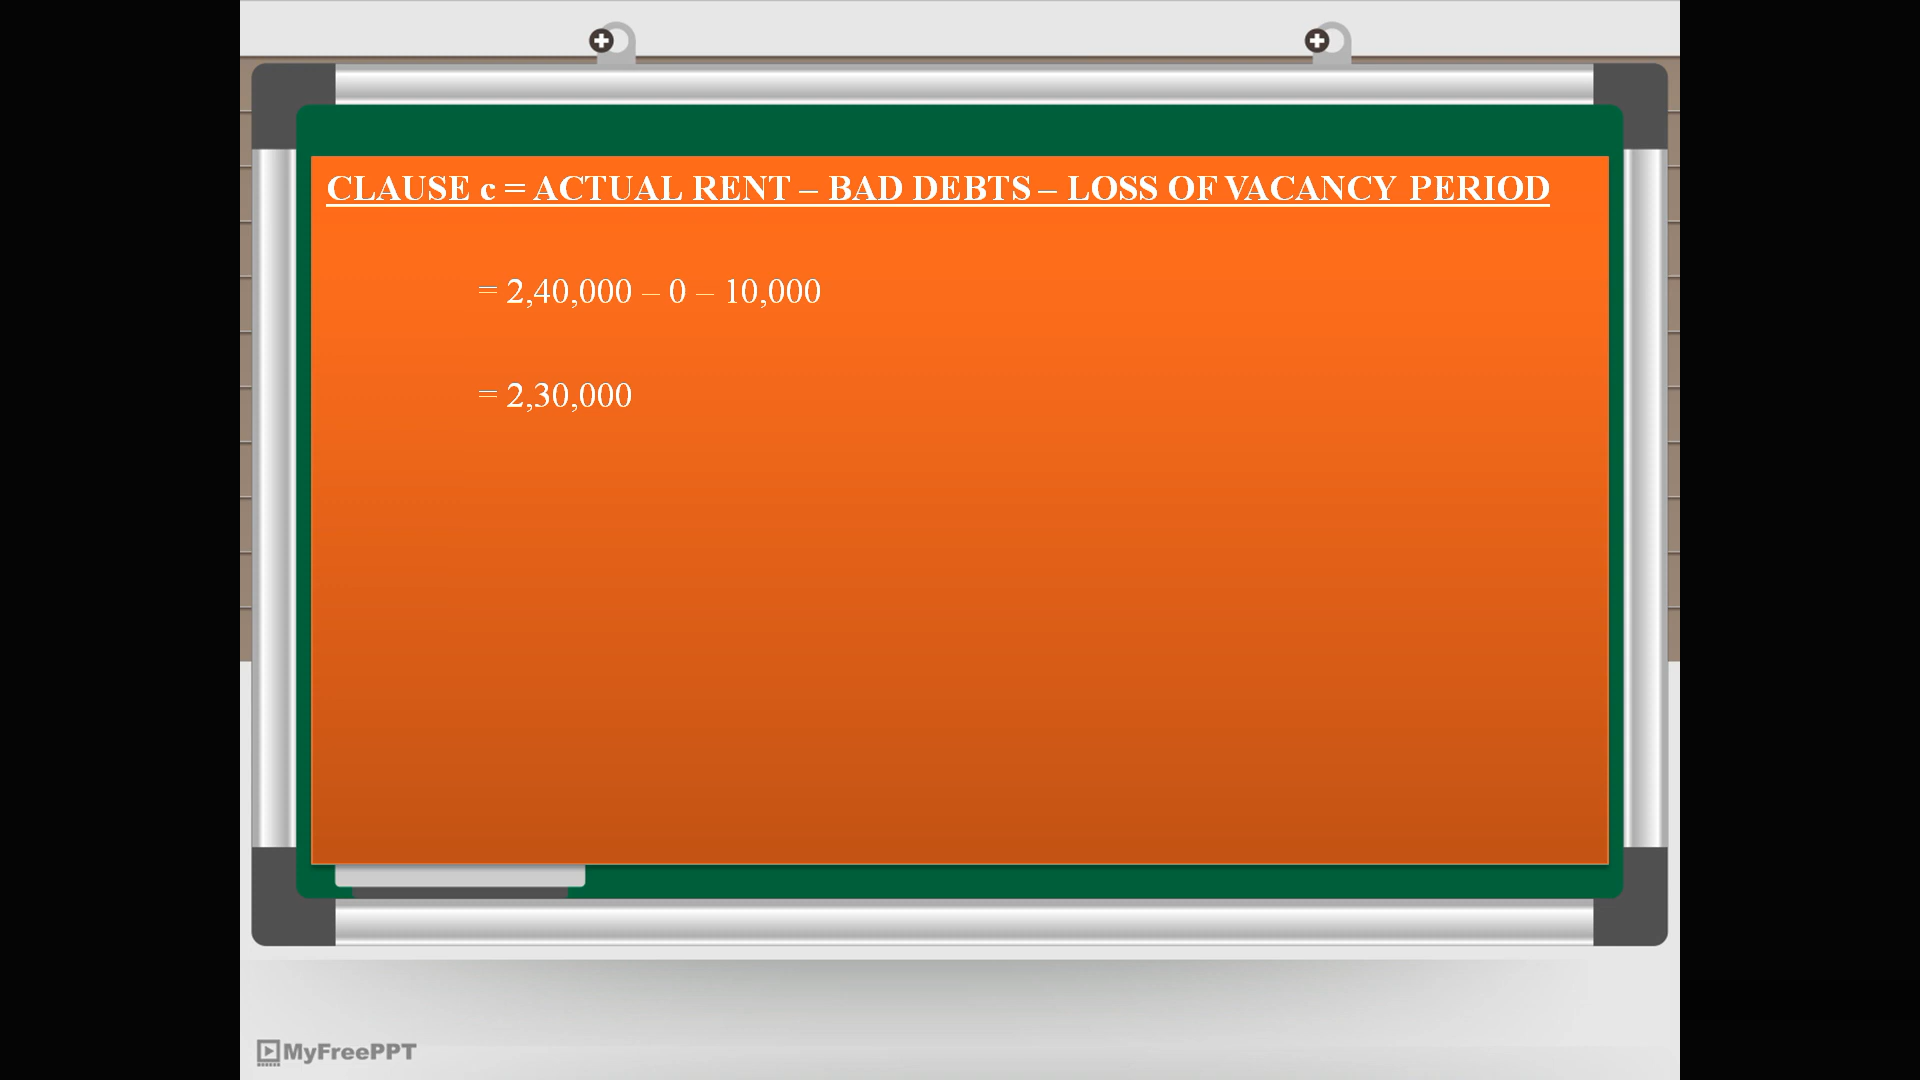 CLAUSE c = ACTUAL RENT – BAD DEBTS – LOSS OF VACANCY PERIOD
= 2,40,000 – 0 – 10,000
= 2,30,000
MyFreePPT